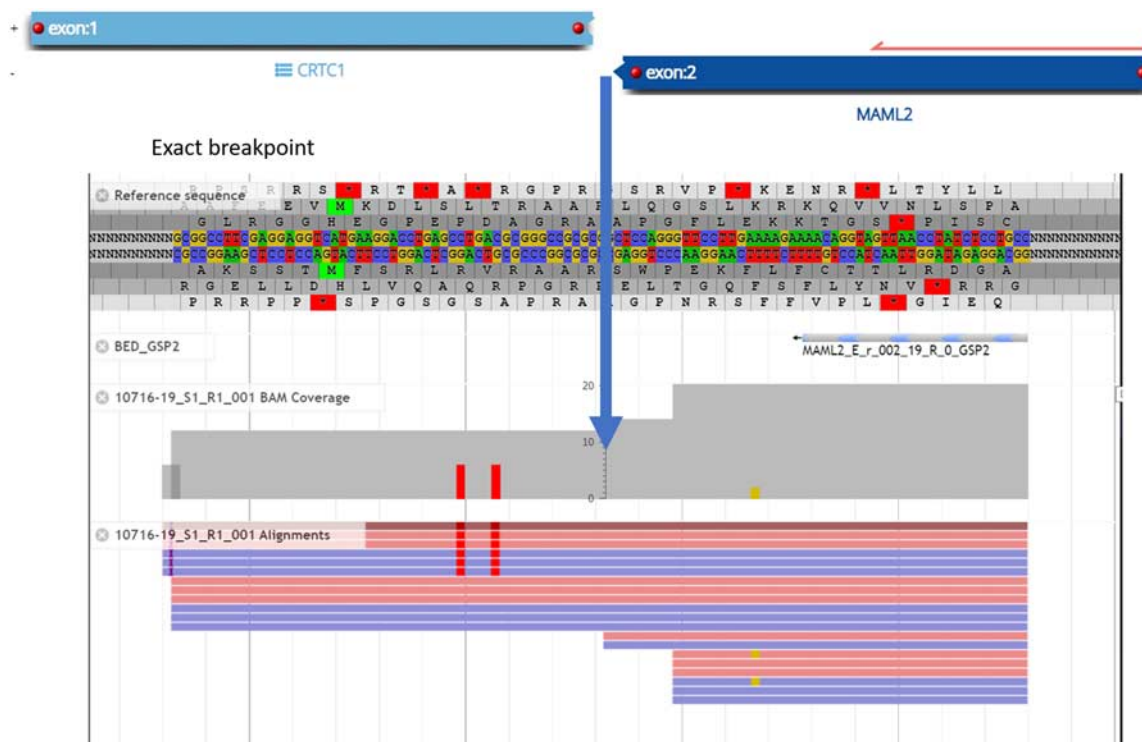 +
exon:1
-
CRTC1
exon:2
MAML2
Exact breakpoint
Reference sequence
R S * R T * A * R G P R
S R V P * K E N R * L T Y L L
E V M K D L S L T R A A
L Q G S L K R K Q V V N L S P A
G L R G G H E G P E P D A G R A A P G F L E K K T G S * P I S C
A K S S T M F S R L R V R A A R S W P E K F L F C T T L R D G A
R G E L L D H L V Q A Q R P G R
E L T G Q F S F L Y N V * R R G
P R R P P * S P G S G S A P R A
G P N R S F F V P L * G I E Q
BED_GSP2
MAML2_E_r_002_19_R_0_GSP2
10716-19_S1_R1_001 BAM Coverage
20
10
0
10716-19_S1_R1_001 Alignments